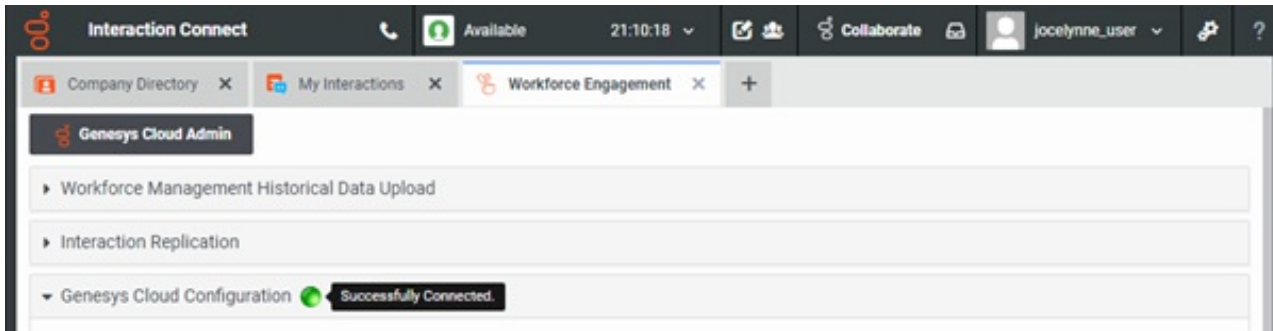 Interaction Connect Available 21:10:18 Collaborate jocelynne_user ?
Company Directory My Interactions Workforce Engagement +
Genesys Cloud Admin
Workforce Management Historical Data Upload
Interaction Replication
Genesys Cloud Configuration Successfully Connected.